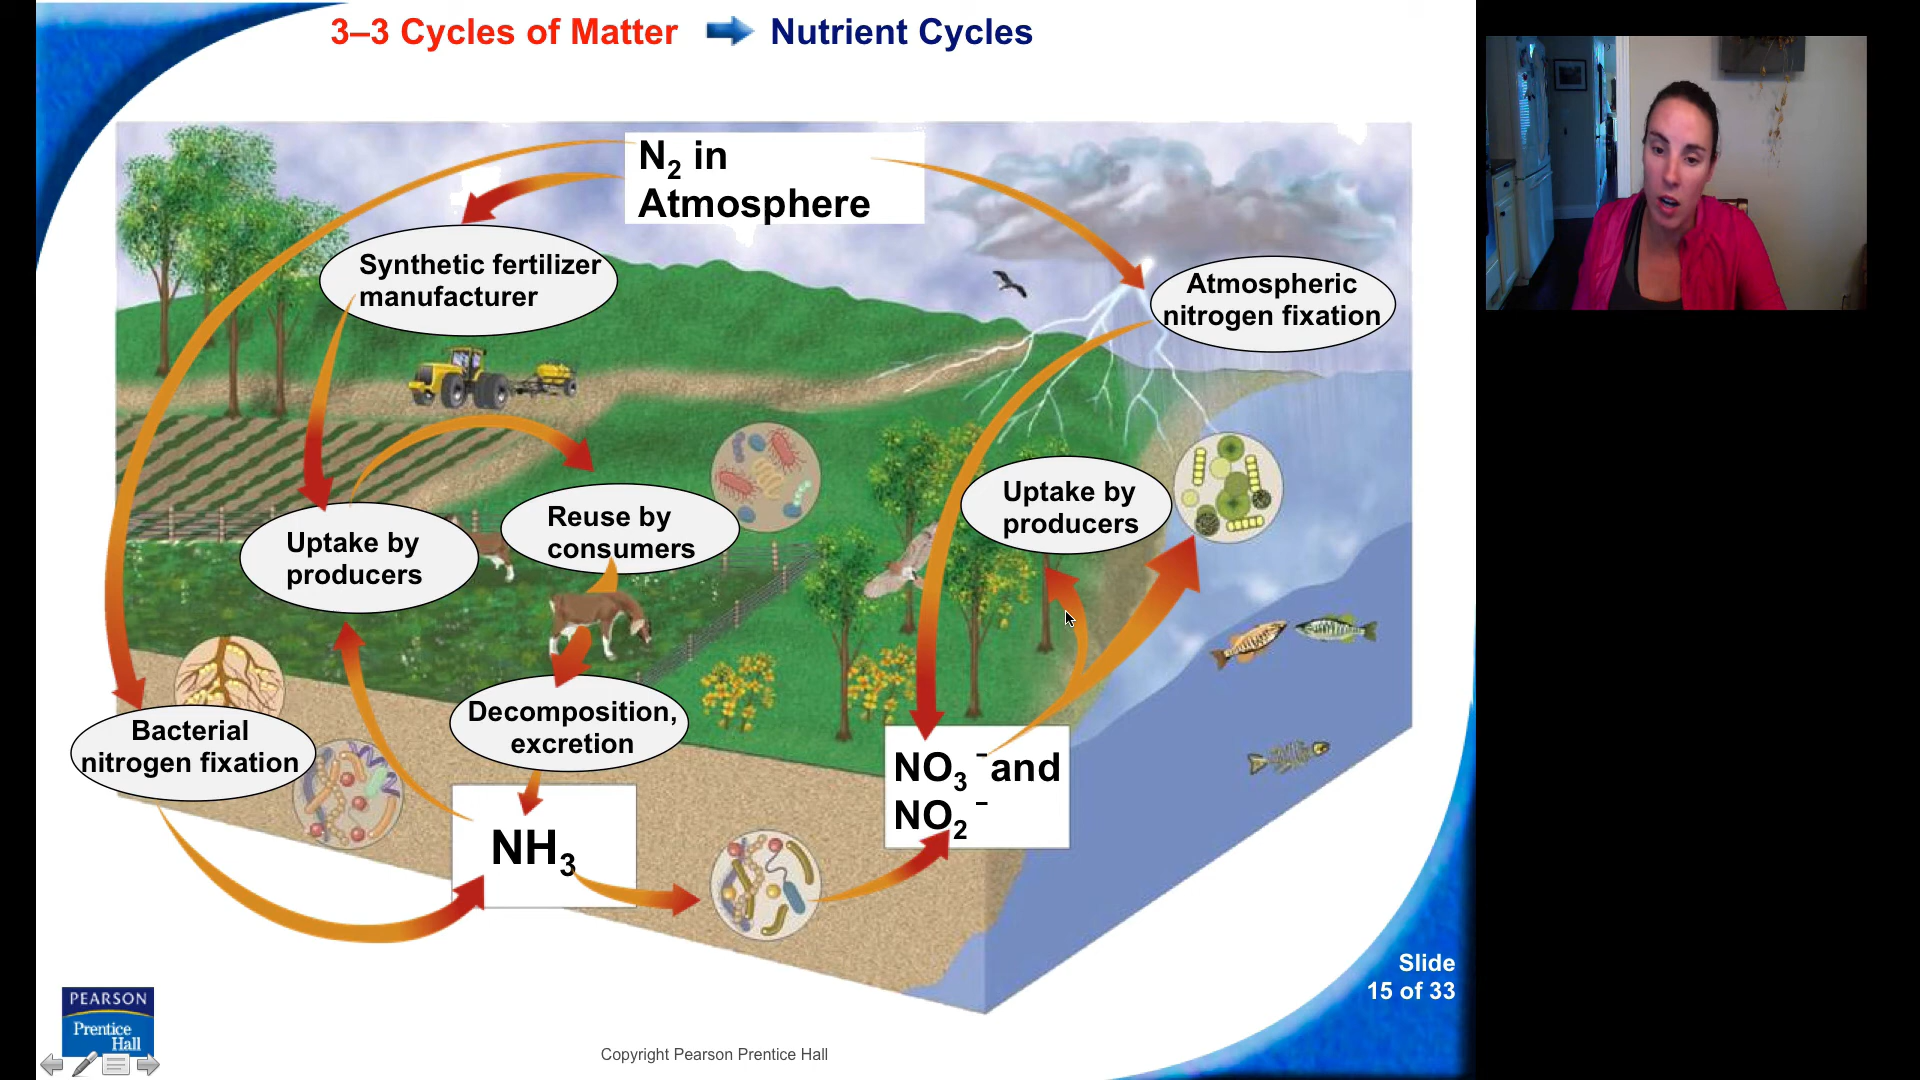 3–3 Cycles of Matter Nutrient Cycles
N2 in
Atmosphere
Synthetic fertilizer
manufacturer
Atmospheric
nitrogen fixation
Uptake by
producers
Reuse by
consumers
Uptake by
producers
Bacterial
nitrogen fixation
Decomposition,
excretion
NH3
NO3⁻ and
NO2⁻
Slide
15 of 33
PEARSON
Prentice
Hall
Copyright Pearson Prentice Hall